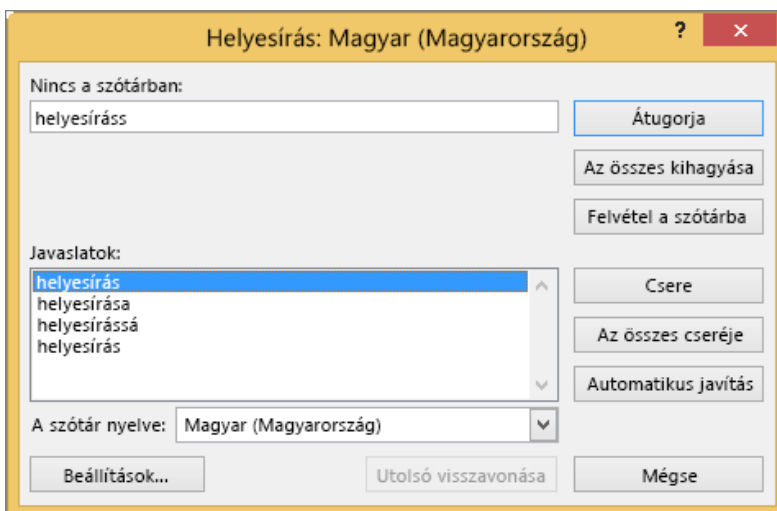 Helyesírás: Magyar (Magyarország)
?
Nincs a szótárban:
helyesíráss
Átugorja
Az összes kihagyása
Felvétel a szótárba
Javaslatok:
helyesírás
helyesírása
helyesírássá
helyesírás
Csere
Az összes cseréje
Automatikus javítás
A szótár nyelve: Magyar (Magyarország)
Beállítások...
Utolsó visszavonása
Mégse